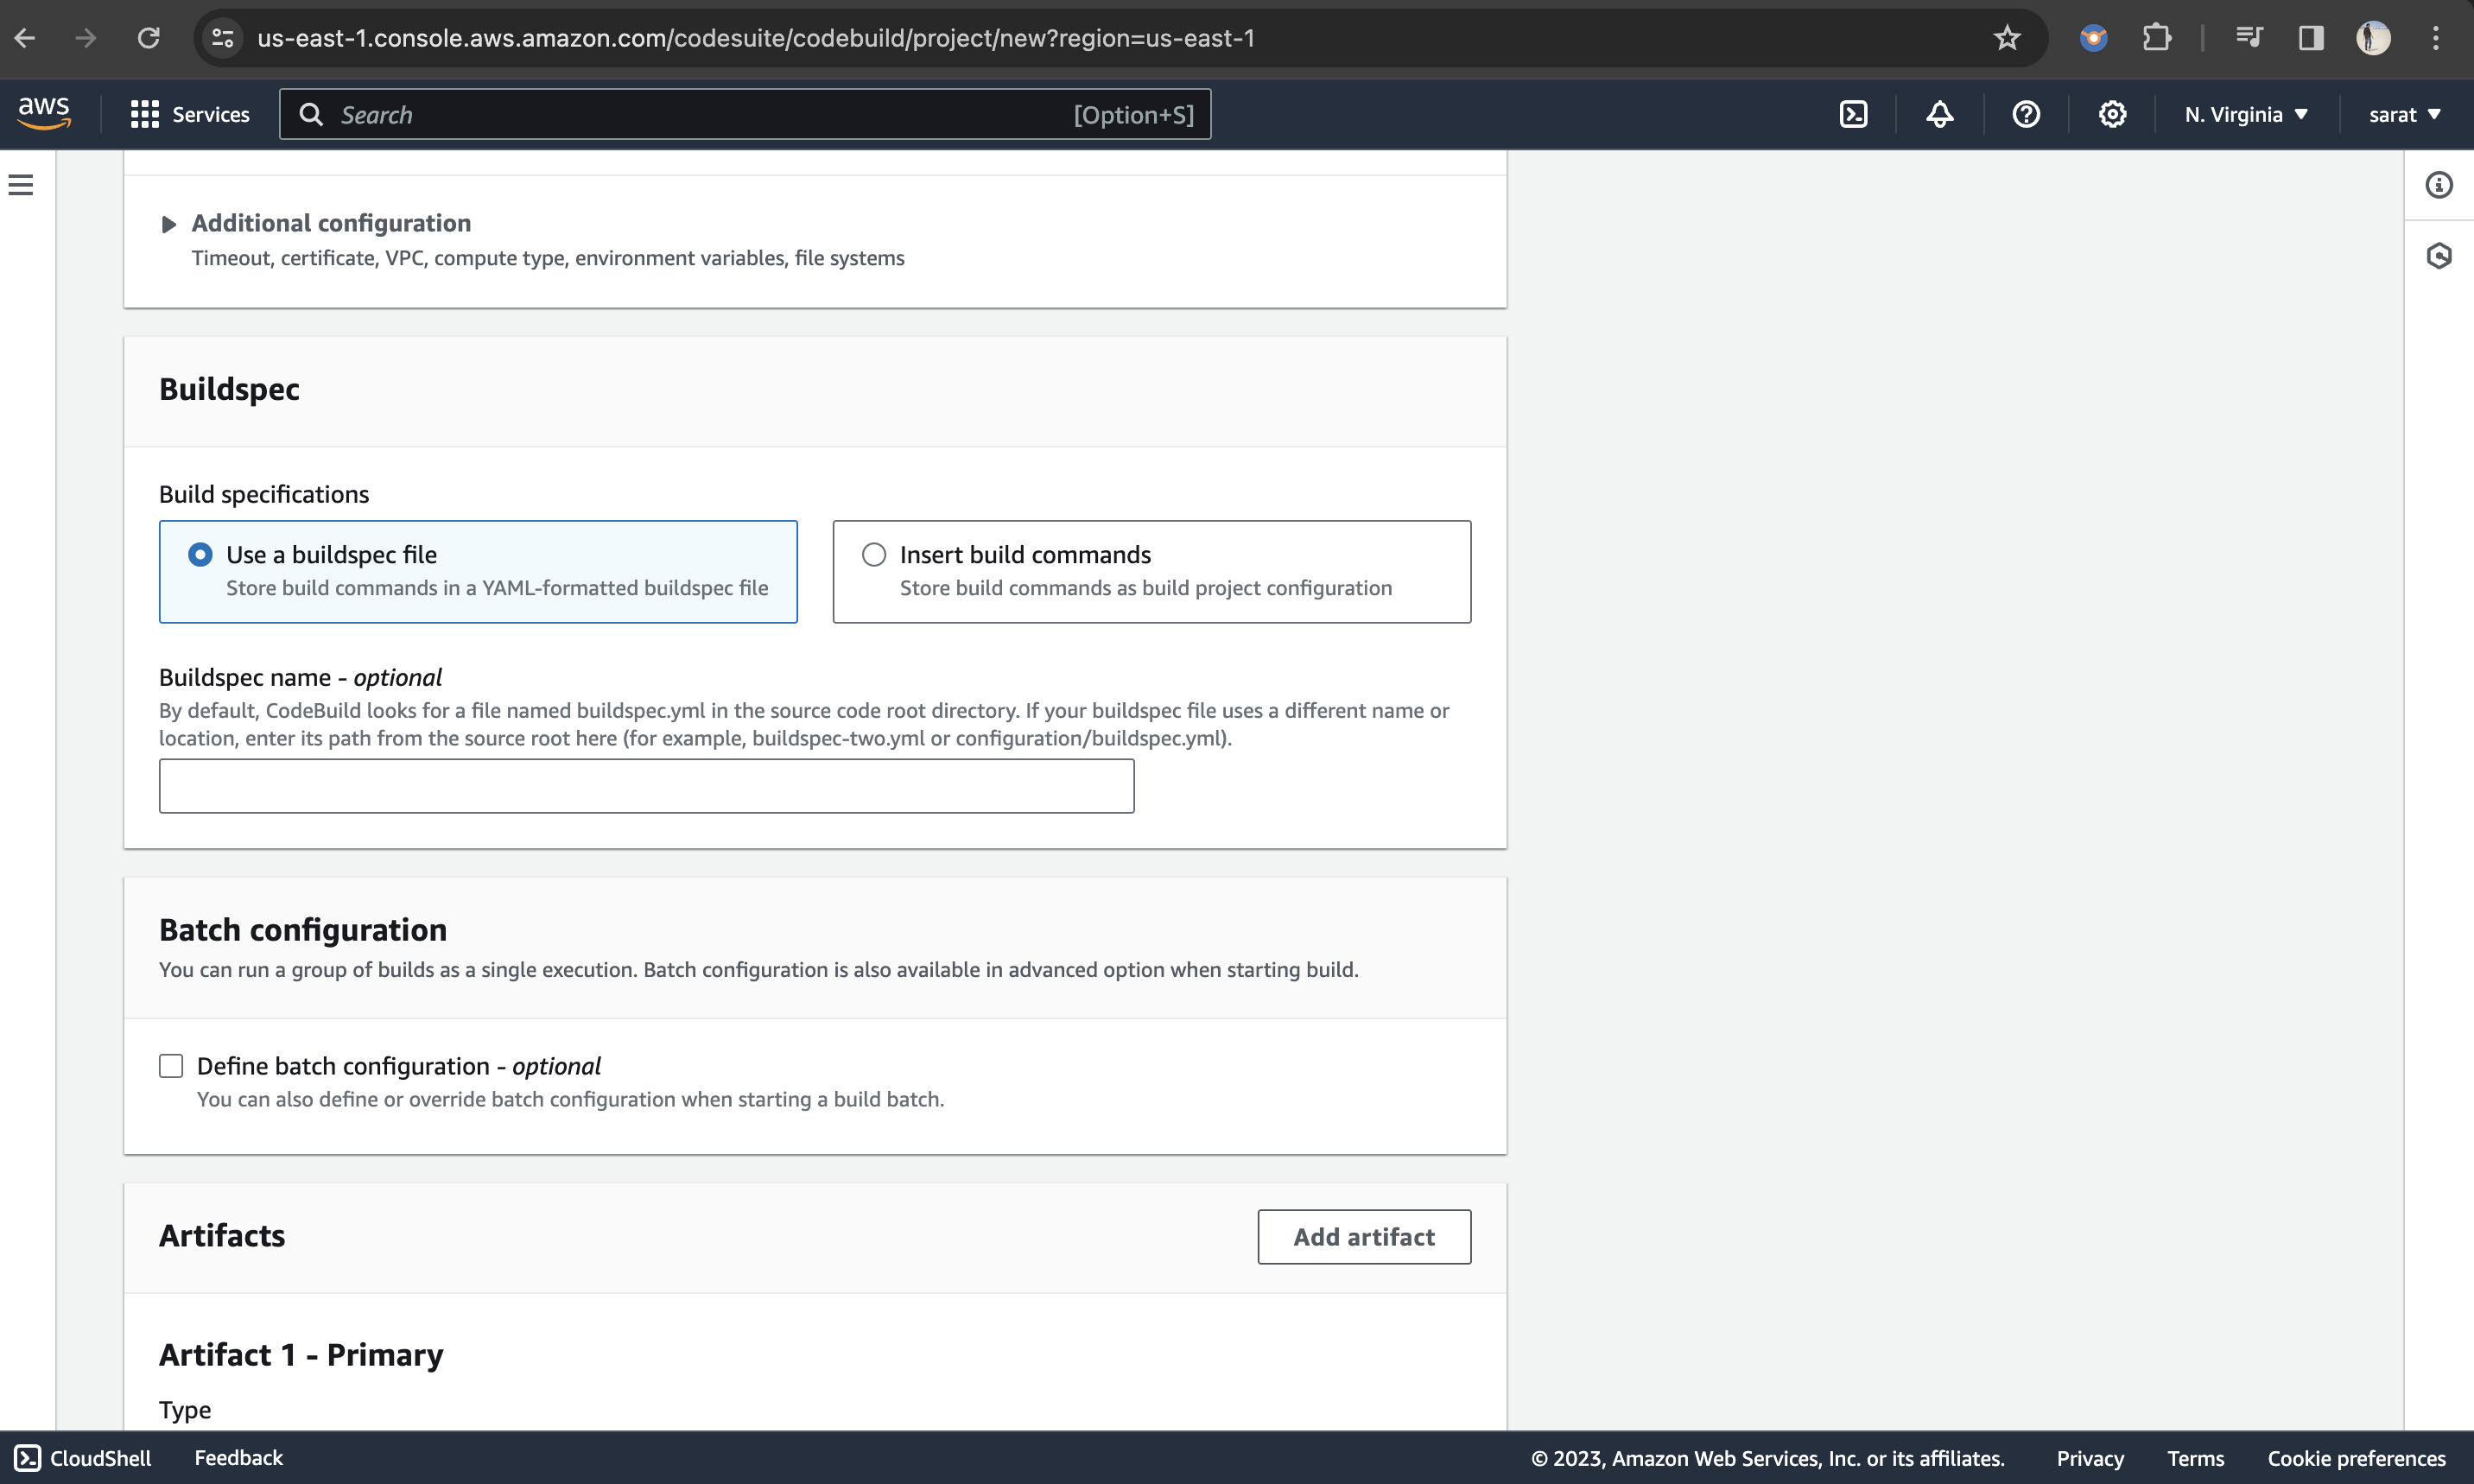 us-east-1.console.aws.amazon.com/codesuite/codebuild/project/new?region=us-east-1
aws
Services
Search
[Option+S]
N. Virginia
sarat
Additional configuration
Timeout, certificate, VPC, compute type, environment variables, file systems
Buildspec
Build specifications
Use a buildspec file
Store build commands in a YAML-formatted buildspec file
Insert build commands
Store build commands as build project configuration
Buildspec name - optional
By default, CodeBuild looks for a file named buildspec.yml in the source code root directory. If your buildspec file uses a different name or
location, enter its path from the source root here (for example, buildspec-two.yml or configuration/buildspec.yml).
Batch configuration
You can run a group of builds as a single execution. Batch configuration is also available in advanced option when starting build.
Define batch configuration - optional
You can also define or override batch configuration when starting a build batch.
Artifacts
Add artifact
Artifact 1 - Primary
Type
CloudShell
Feedback
© 2023, Amazon Web Services, Inc. or its affiliates.
Privacy
Terms
Cookie preferences